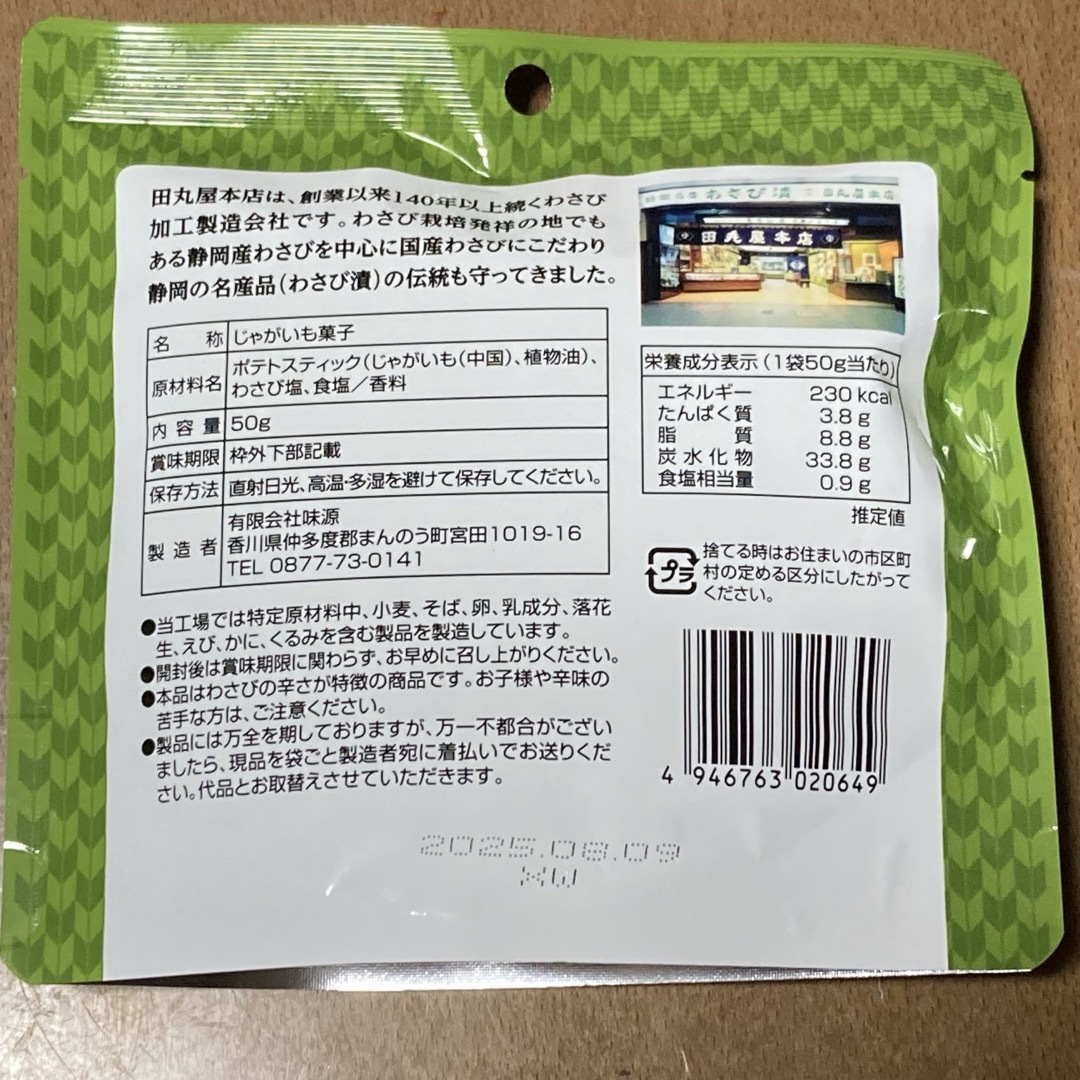 田丸屋本店は、創業以来140年以上続くわさび
加工製造会社です。わさび栽培発祥の地でも
ある静岡産わさびを中心に国産わさびにこだわり
静岡の名産品(わさび漬)の伝統も守ってきました。
わさび漬 田丸屋本店
田丸屋本店
名称 じゃがいも菓子
原材料名 ポテトスティック(じゃがいも(中国)、植物油)、
わさび塩、食塩／香料
内容量 50g
賞味期限 枠外下部記載
保存方法 直射日光、高温・多湿を避けて保存してください。
製造者 有限会社味源
香川県仲多度郡まんのう町宮田1019-16
TEL 0877-73-0141
栄養成分表示(1袋50g当たり)
エネルギー 230 kcal
たんぱく質 3.8 g
脂質 8.8 g
炭水化物 33.8 g
食塩相当量 0.9 g
推定値
プラ
捨てる時はお住まいの市区町
村の定める区分にしたがって
ください。
●当工場では特定原材料中、小麦、そば、卵、乳成分、落花
生、えび、かに、くるみを含む製品を製造しています。
●開封後は賞味期限に関わらず、お早めに召し上がりください。
●本品はわさびの辛さが特徴の商品です。お子様や辛味の
苦手な方は、ご注意ください。
●製品には万全を期しておりますが、万一不都合がござい
ましたら、現品を袋ごと製造者宛に着払いでお送りくだ
さい。代品とお取替えさせていただきます。
4 946763 020649
2025.08.09
XW